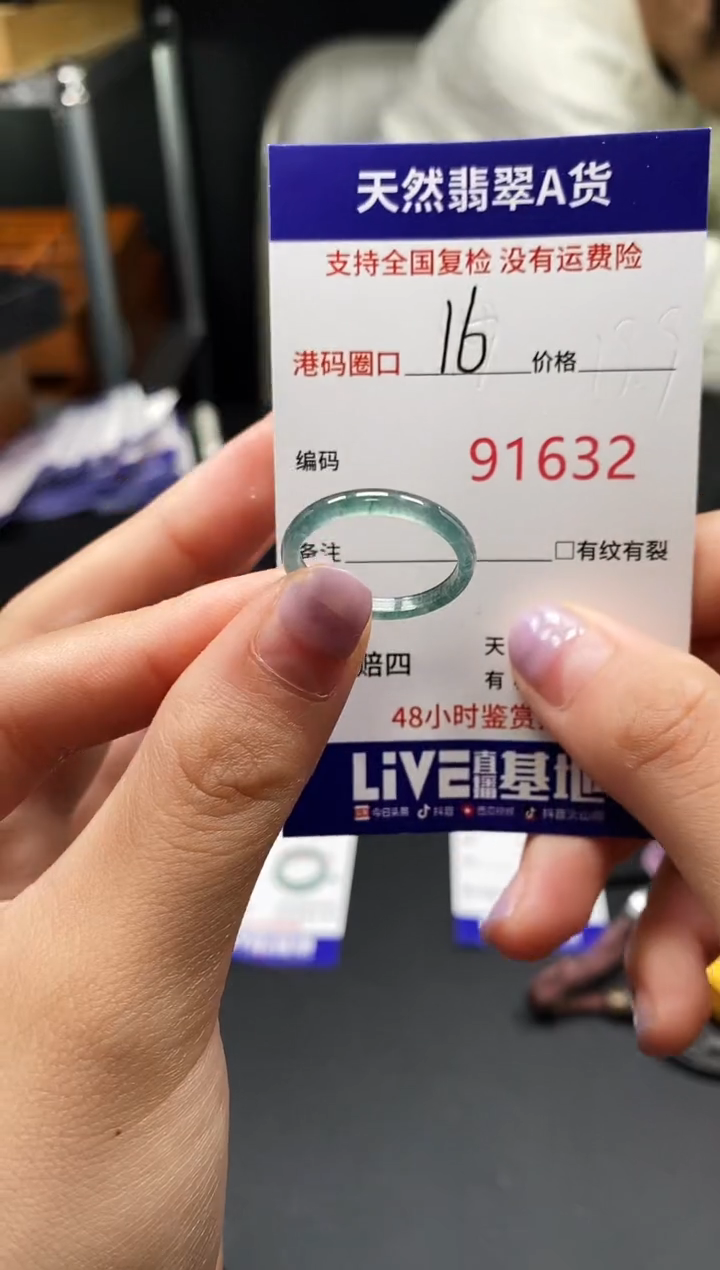 天然翡翠A货
支持全国复检 没有运费险
港码圈口 16 价格
编码 91632
备注 □有纹有裂
赔四 天
有
48小时鉴赏
LiVE直播基地
今日头条 抖音 西瓜视频 抖音火山版